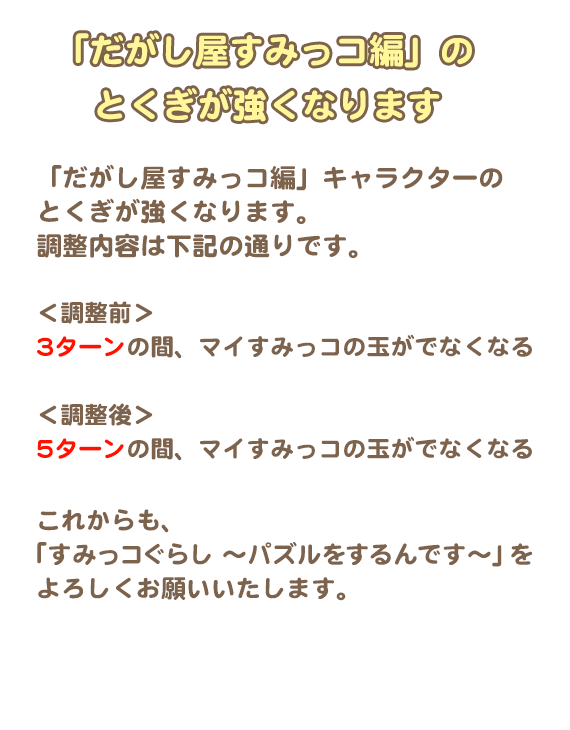 「だがし屋すみっコ編」の
とくぎが強くなります
「だがし屋すみっコ編」キャラクターの
とくぎが強くなります。
調整内容は下記の通りです。
＜調整前＞
3ターンの間、マイすみっコの玉がでなくなる
＜調整後＞
5ターンの間、マイすみっコの玉がでなくなる
これからも、
「すみっコぐらし ～パズルをするんです～」を
よろしくお願いいたします。